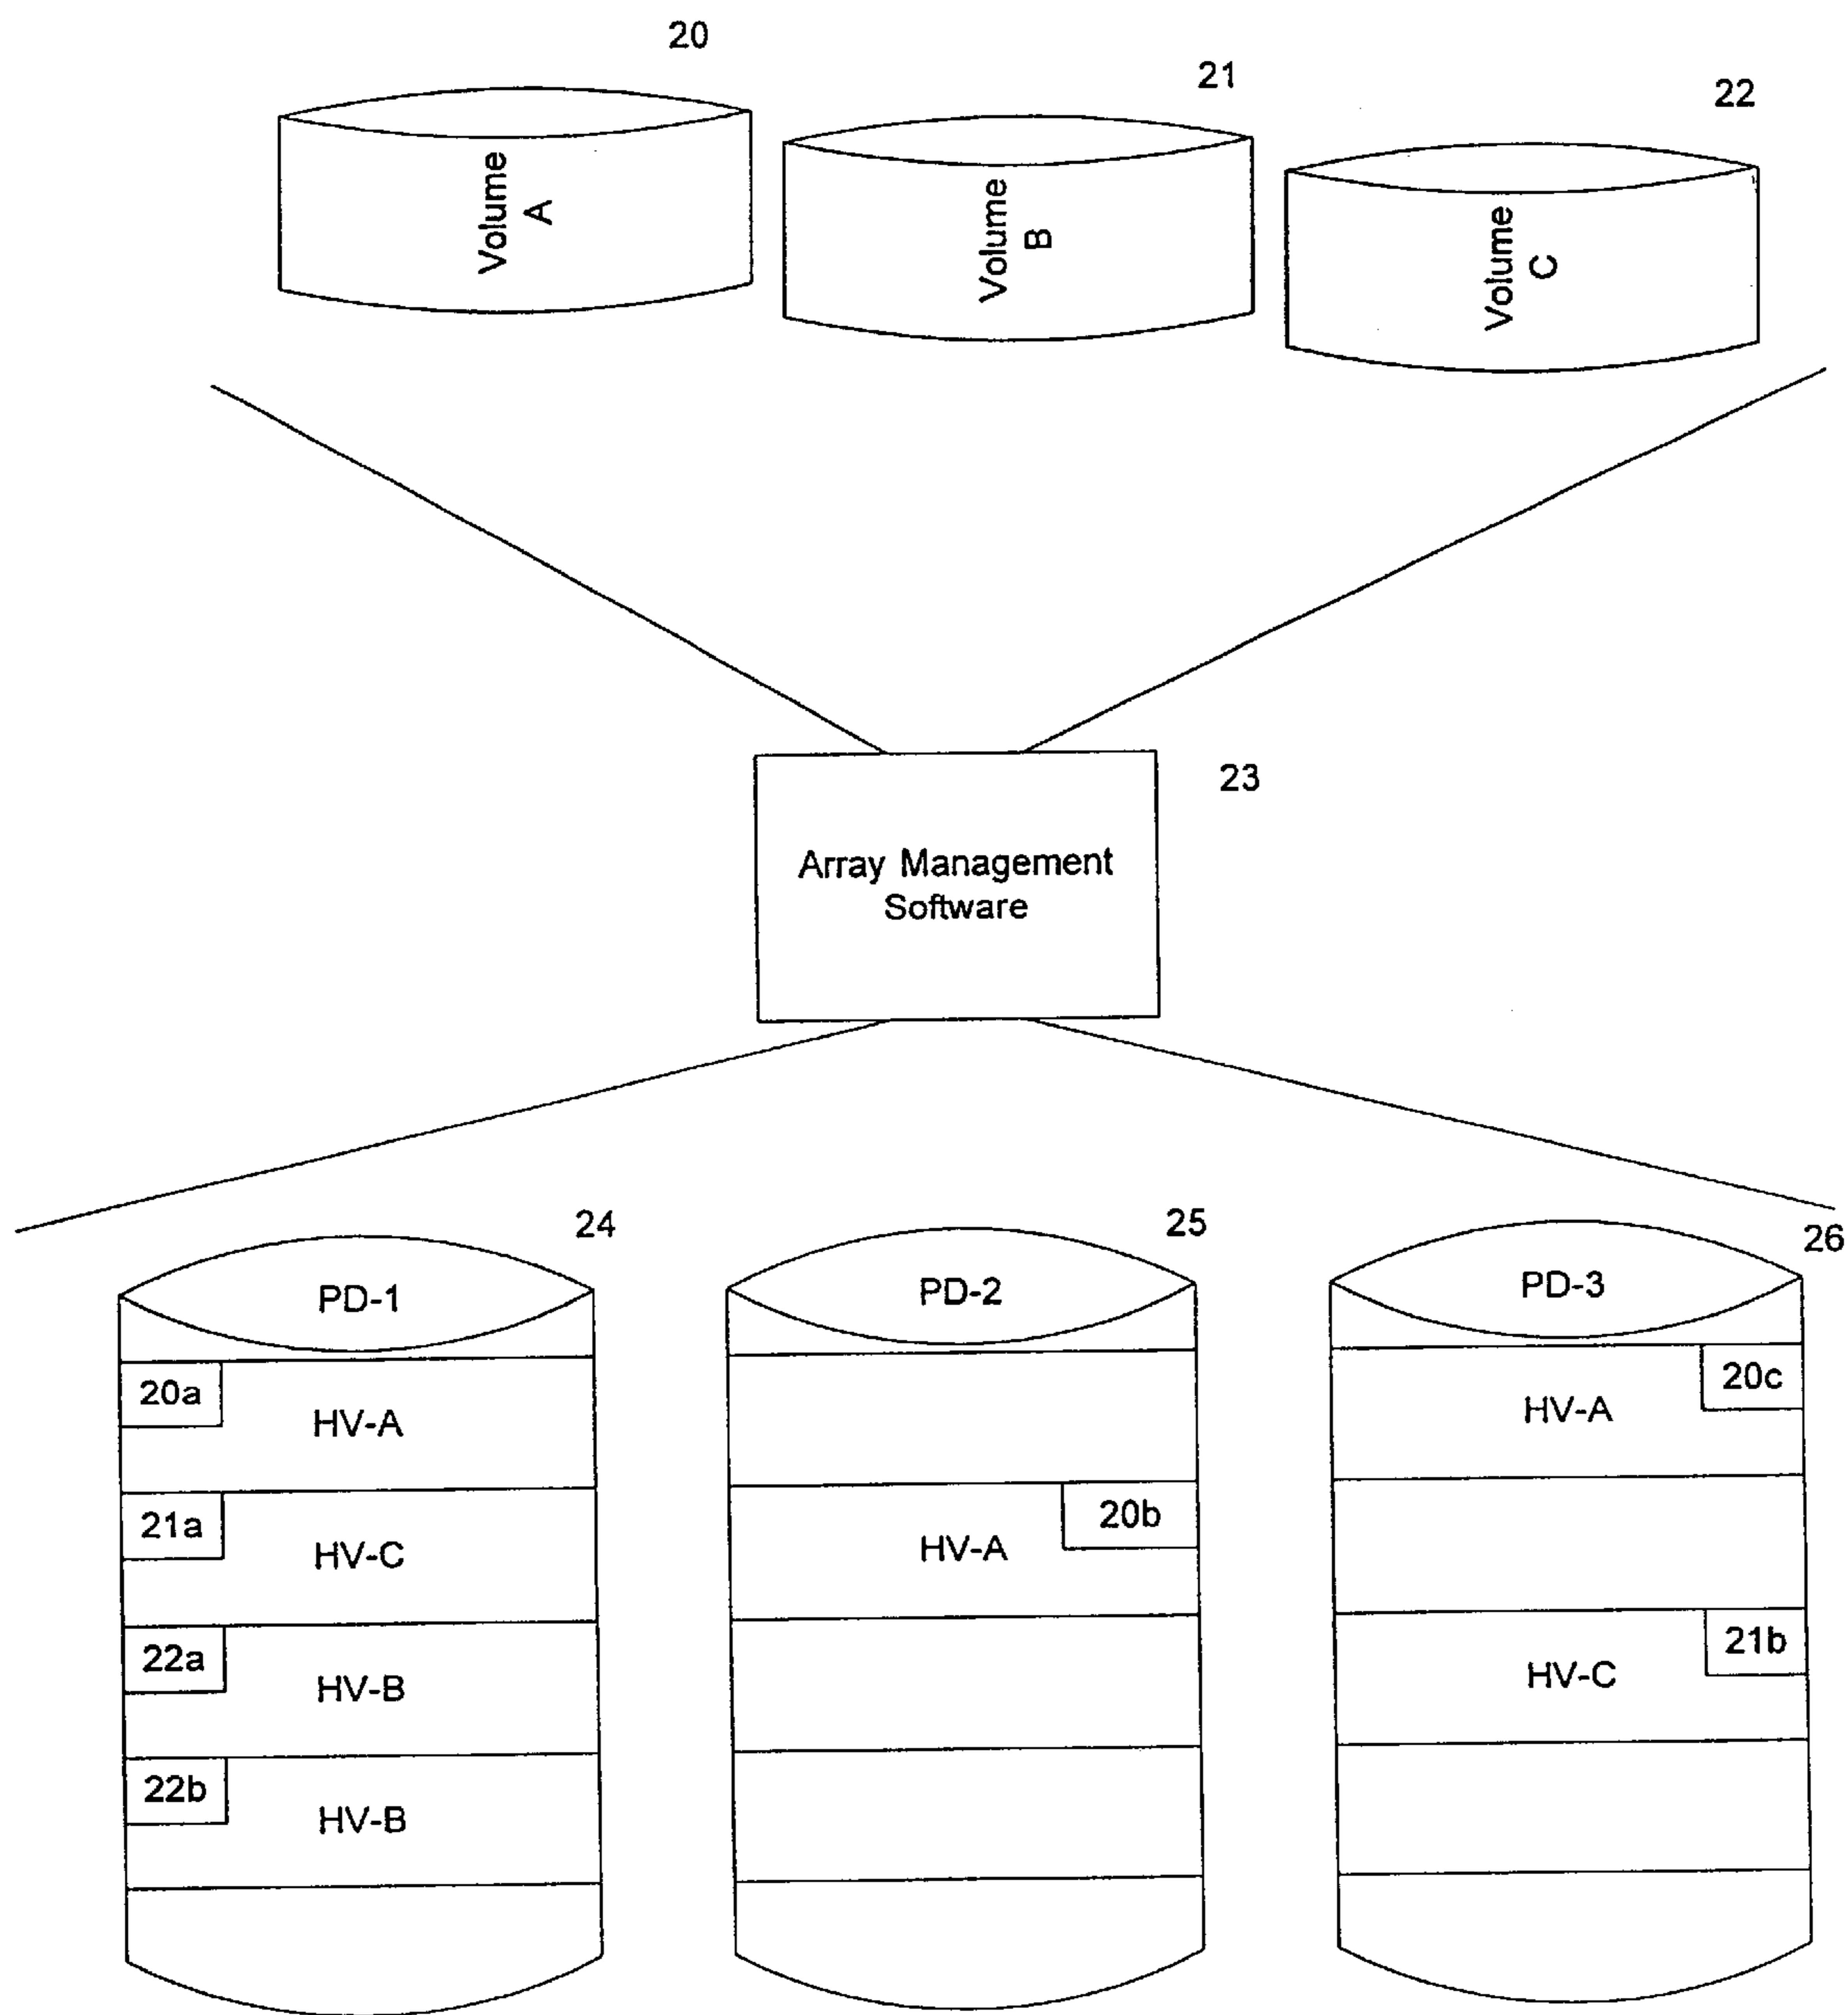 20
21
22
Volume
A
Volume
B
Volume
C
23
Array Management
Software
24
25
26
PD-1
PD-2
PD-3
20a
HV-A
20c
HV-A
21a
HV-C
20b
HV-A
22a
HV-B
21b
HV-C
22b
HV-B